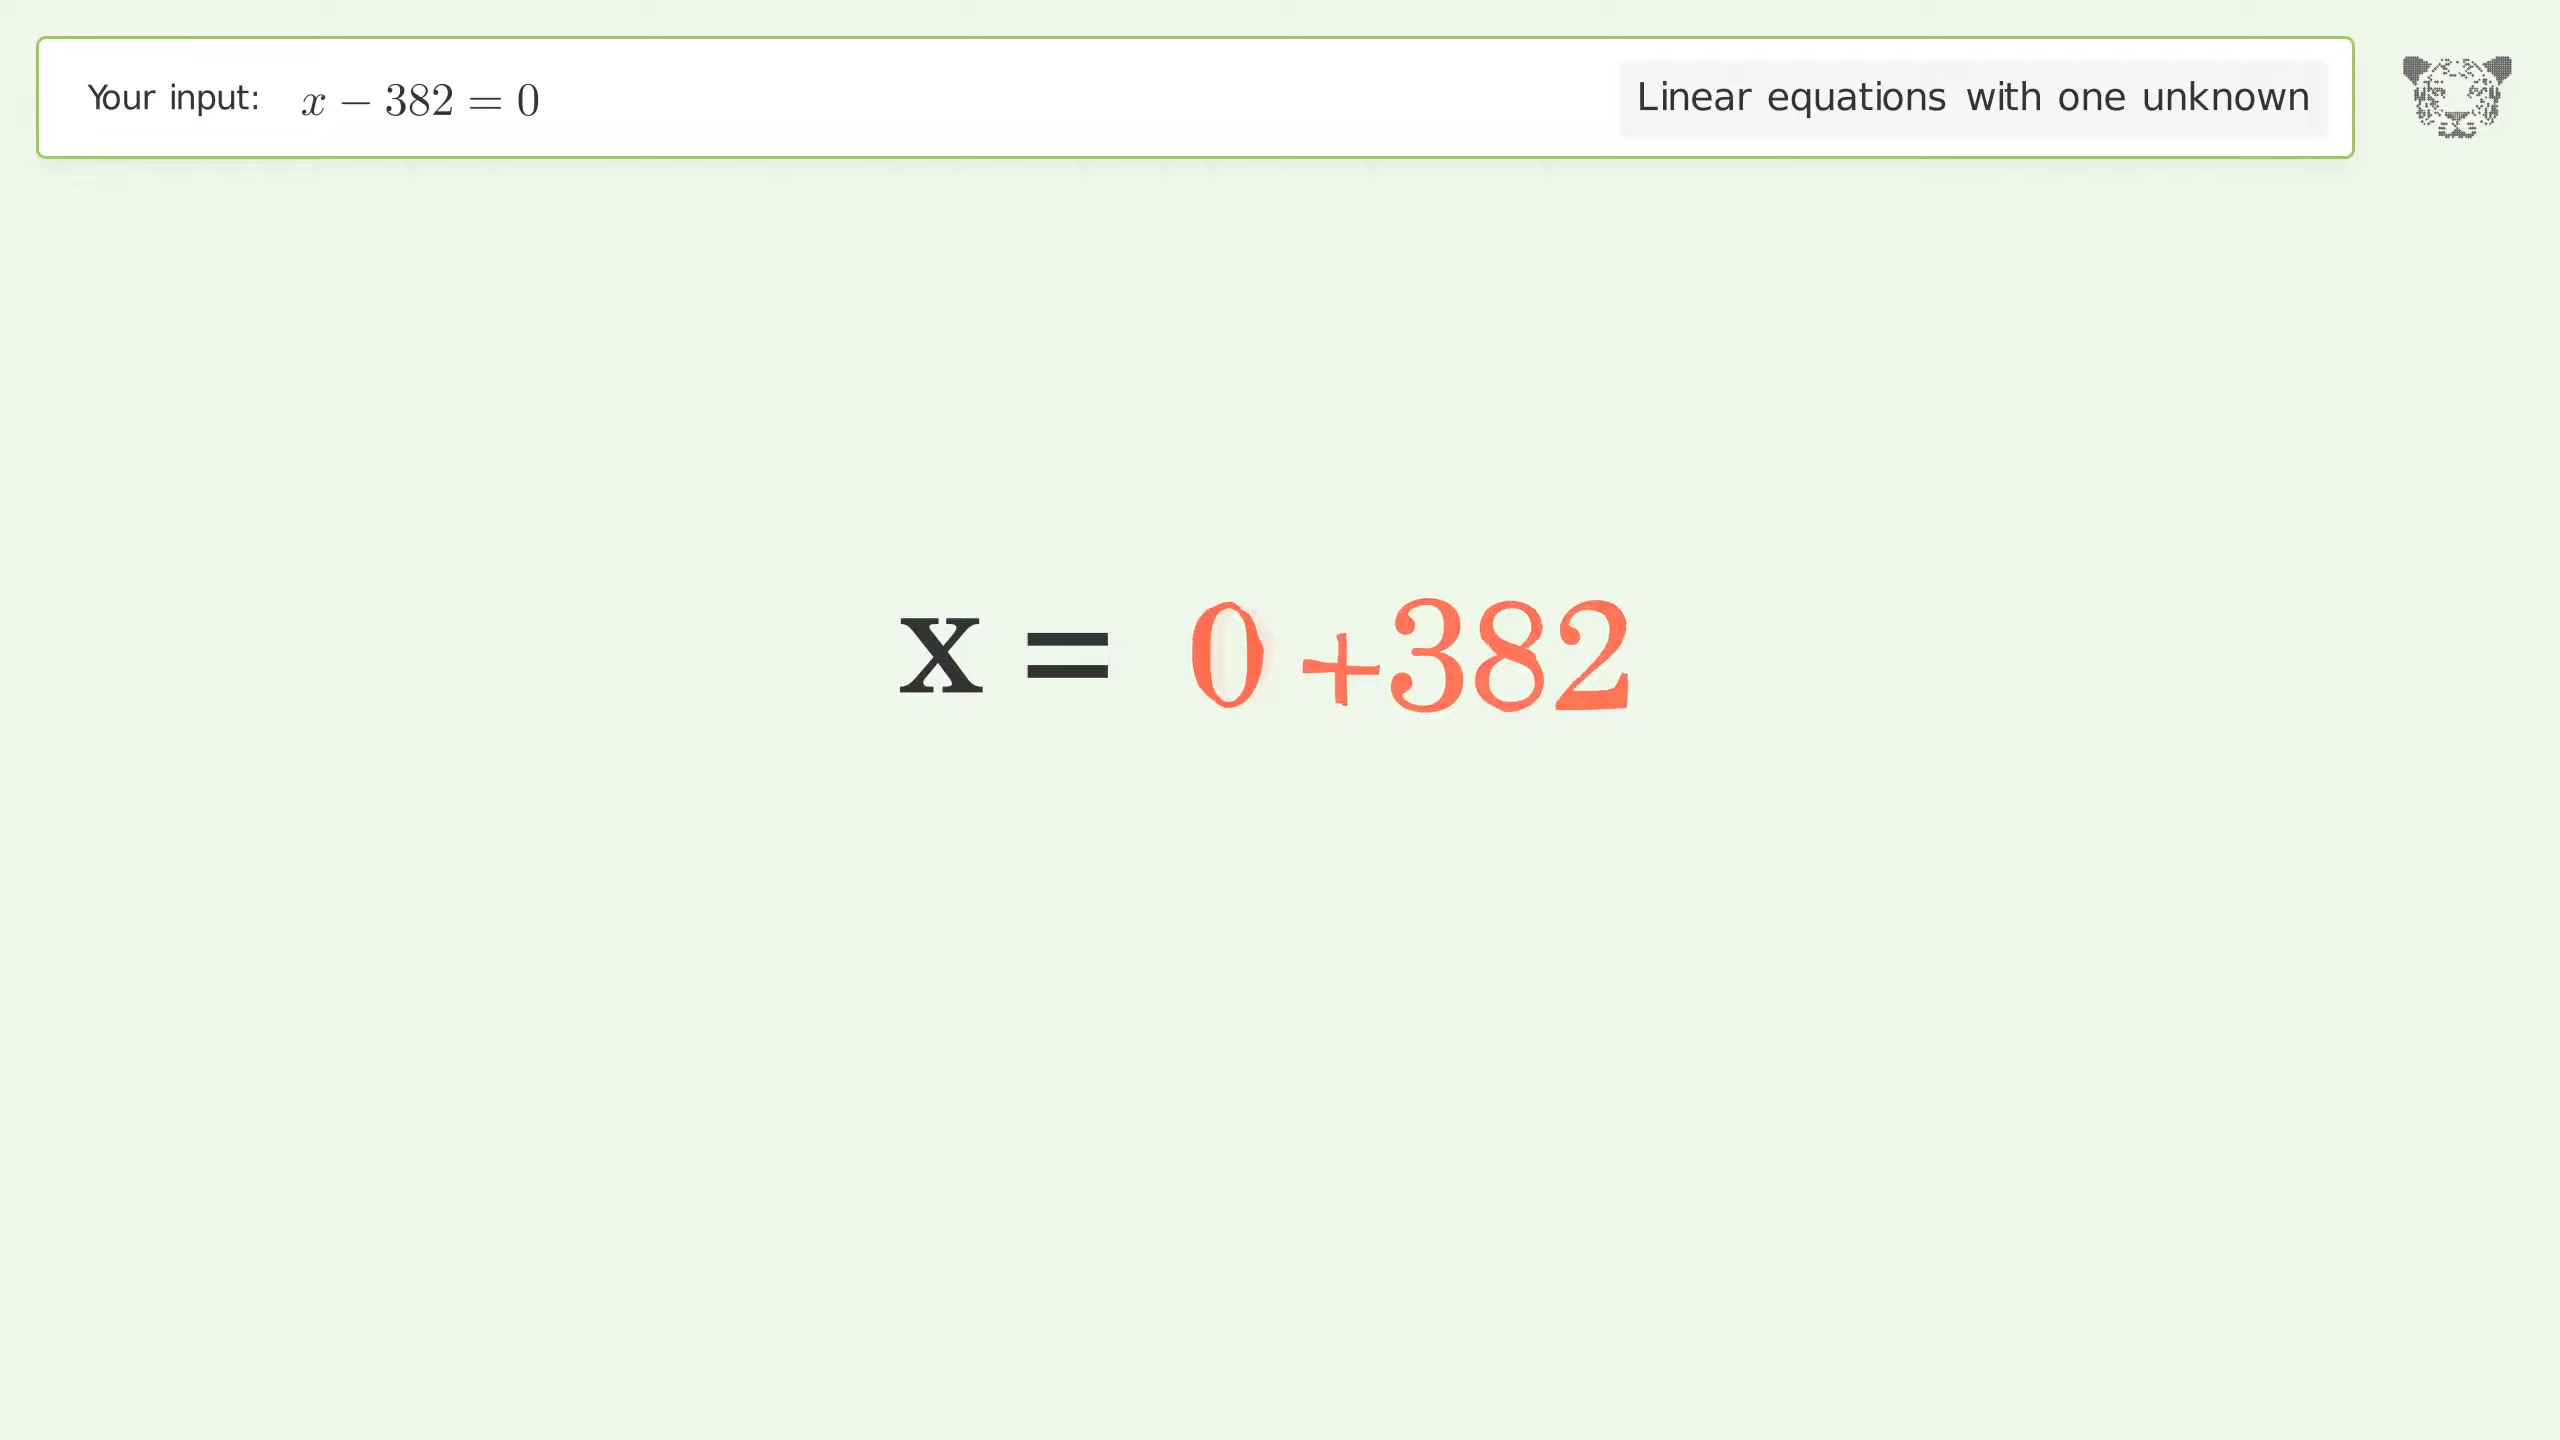 Your input: x − 382 = 0
Linear equations with one unknown
x = 0 +382